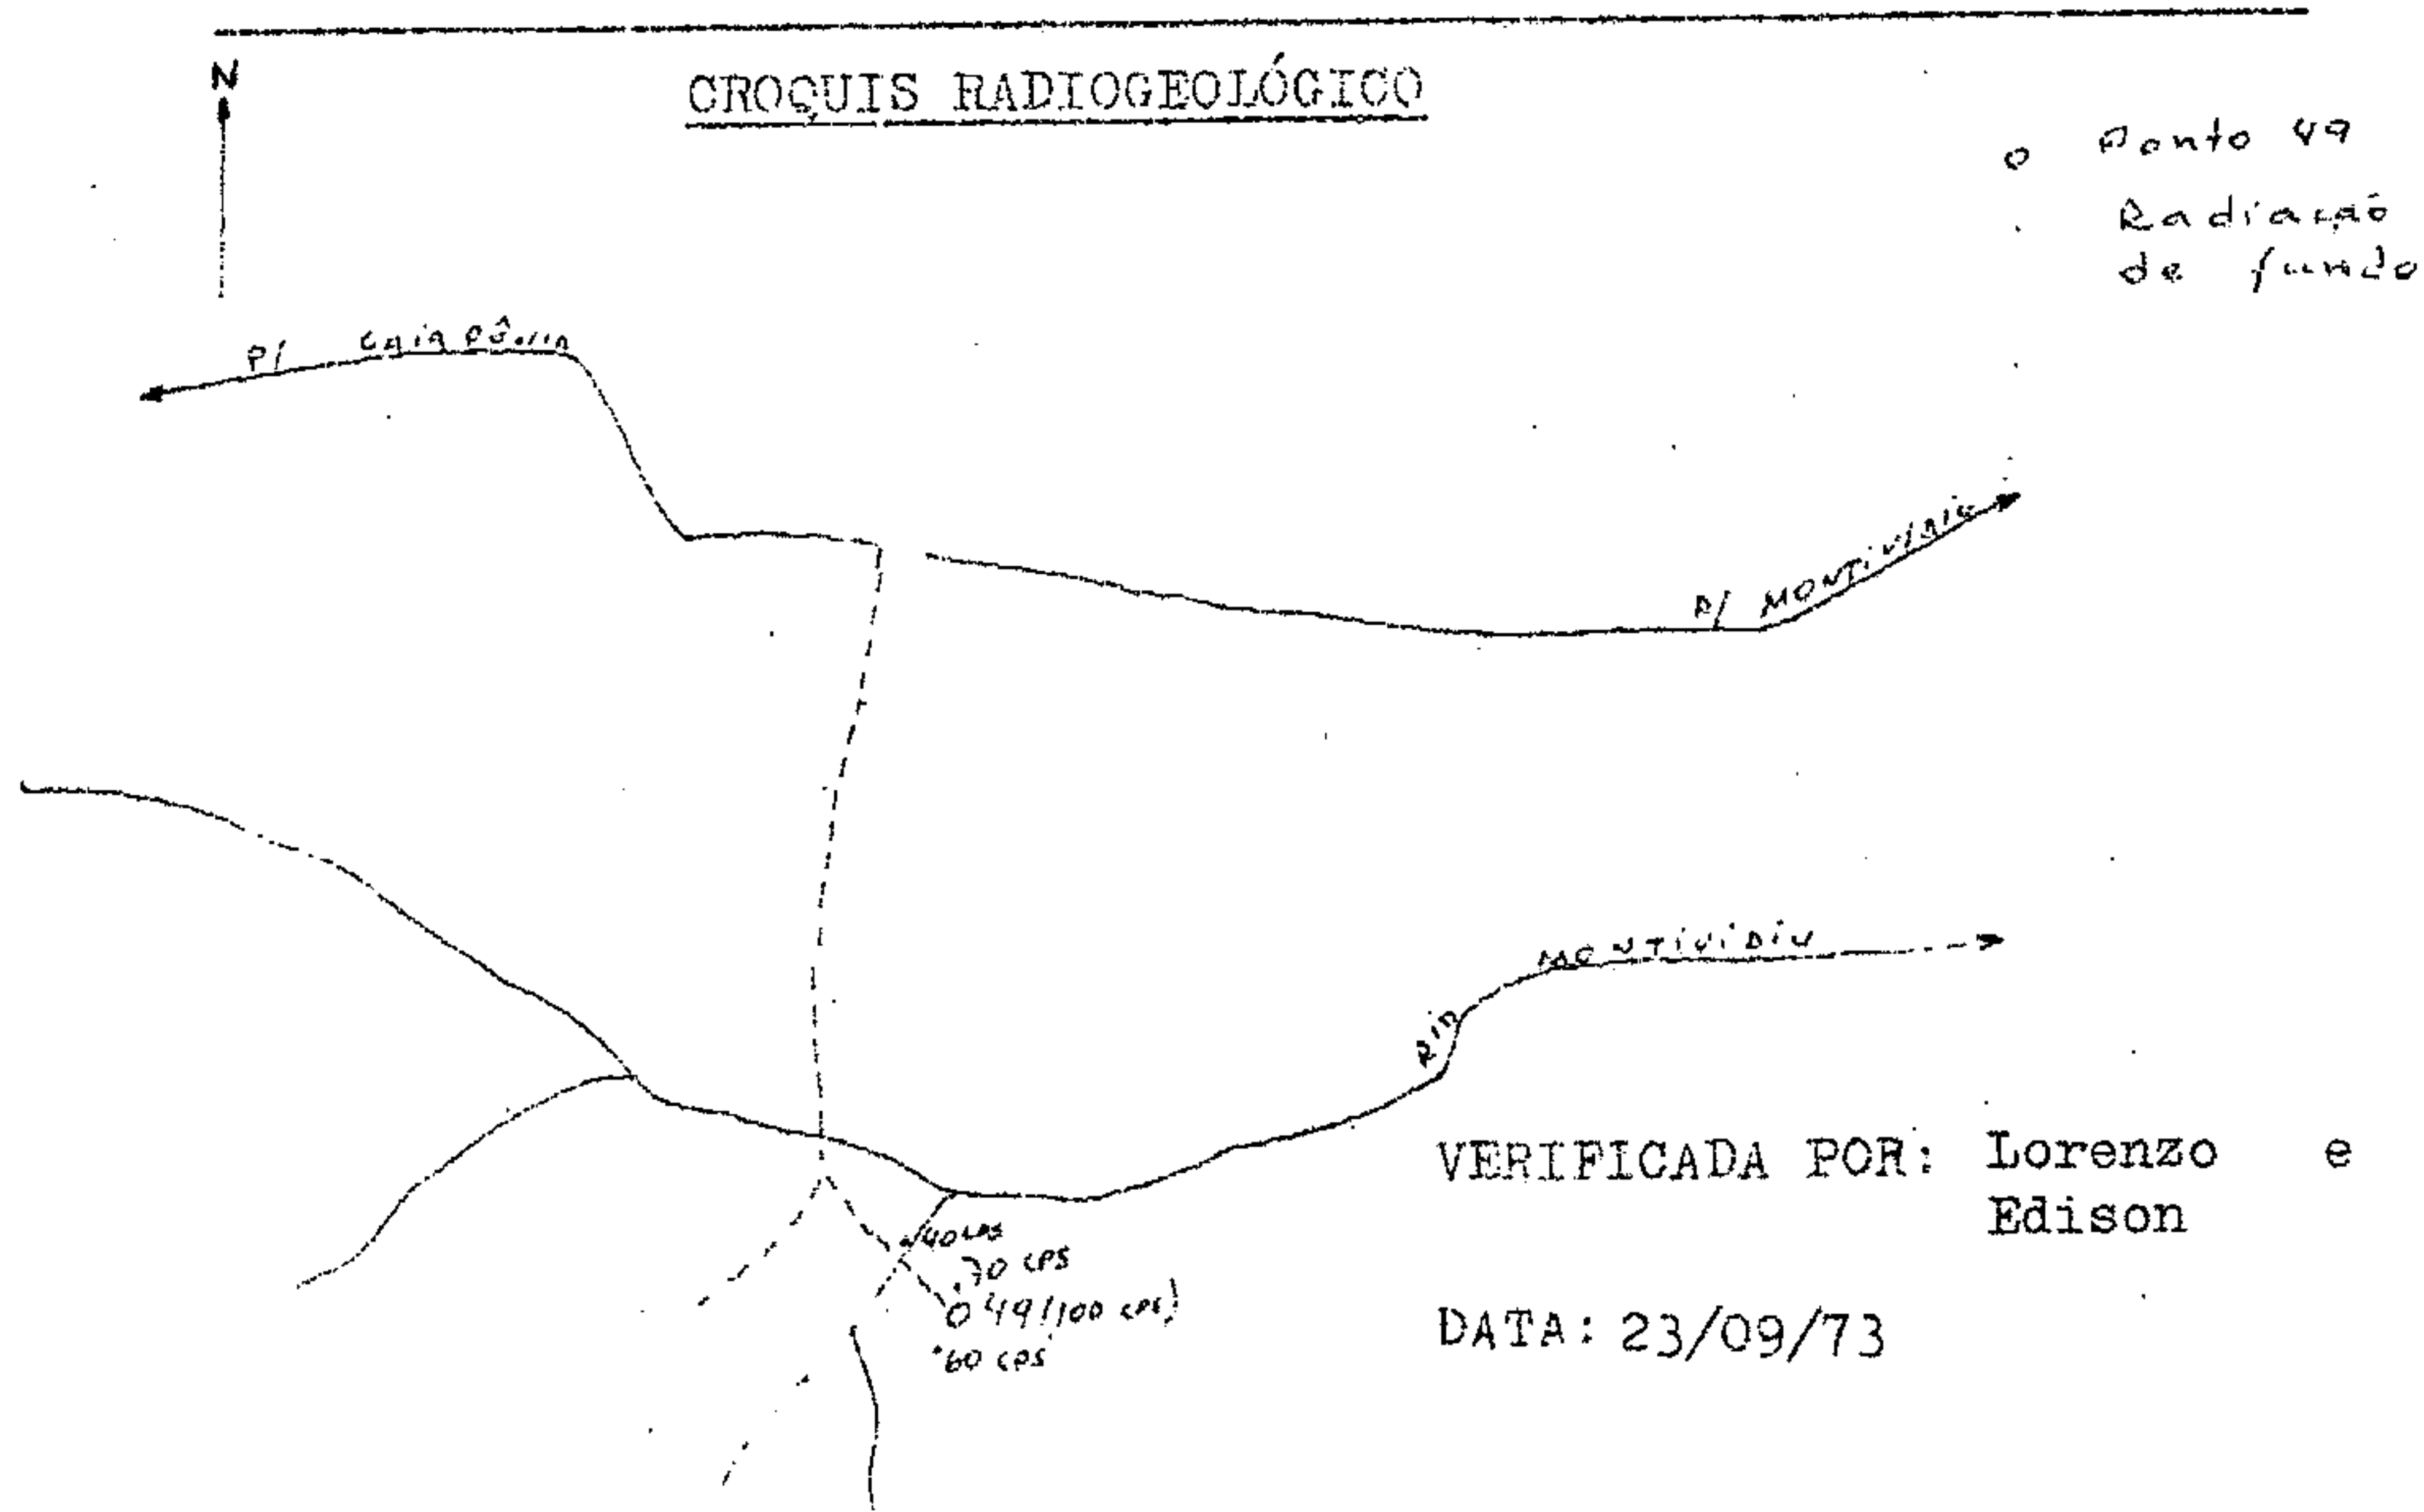 N
CROQUIS RADIOGEOLÓGICO
o Ponto 49
Radiação
de fundo
P/ CAIAPÔNIA
P/ MONTIVIDIU
RIO MONTIVIDIU
40 cps
70 cps
49 (100 cps)
60 cps
VERIFICADA POR: Lorenzo e
Edison
DATA: 23/09/73